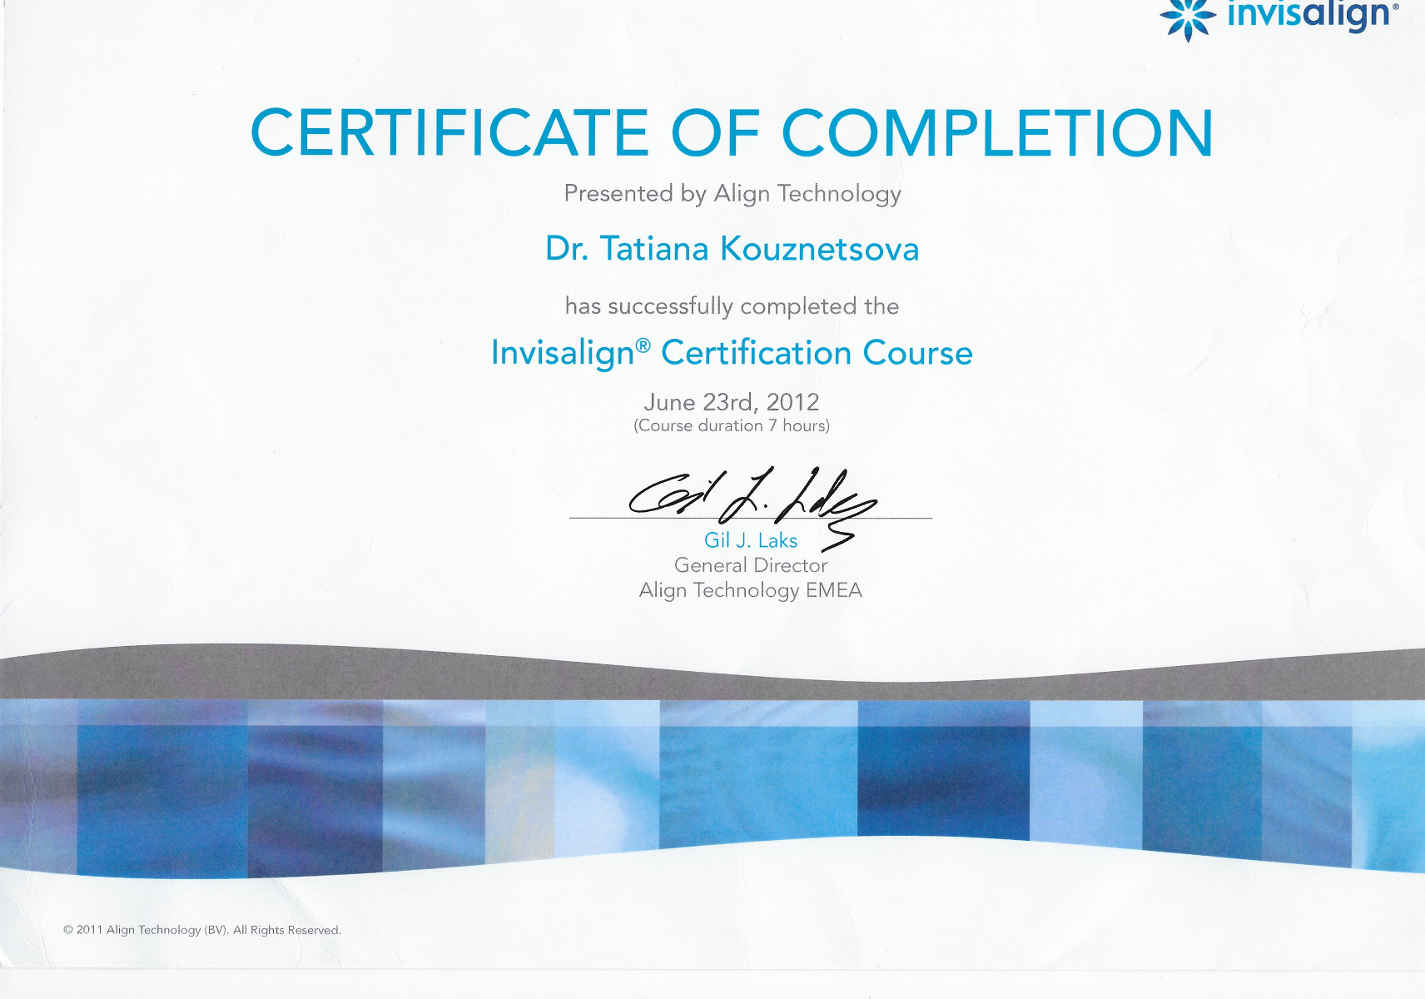 invisalign®
CERTIFICATE OF COMPLETION
Presented by Align Technology
Dr. Tatiana Kouznetsova
has successfully completed the
Invisalign® Certification Course
June 23rd, 2012
(Course duration 7 hours)
Gil J. Laks
Gil J. Laks
General Director
Align Technology EMEA
© 2011 Align Technology (BV). All Rights Reserved.